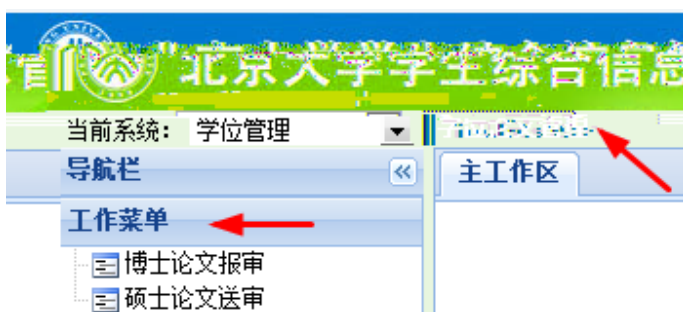 北京大学学生综合信息
当前系统： 学位管理
导航栏
主工作区
工作菜单
博士论文报审
硕士论文送审